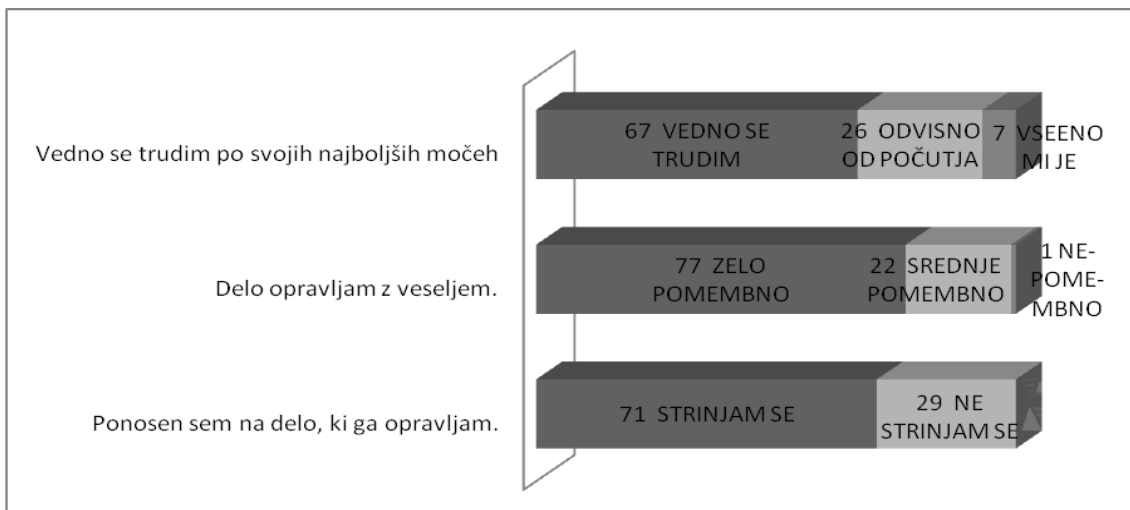 67 VEDNO SE
TRUDIM
26 ODVISNO
OD POČUTJA
7 VSEENO
MI JE
Vedno se trudim po svojih najboljših močeh
77 ZELO
POMEMBNO
22 SREDNJE
POMEMBNO
1 NE-
POME-
MBNO
Delo opravljam z veseljem.
71 STRINJAM SE
29 NE
STRINJAM SE
Ponosen sem na delo, ki ga opravljam.